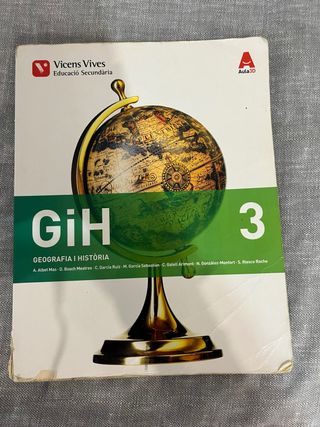 Vicens Vives
Educació Secundària
Aula3D
GiH
3
GEOGRAFIA I HISTÒRIA
A. Albet Mas · D. Bosch Mestres · C. García Ruiz · M. García Sebastián · C. Gatell Arimont · N. González-Monfort · S. Riesco Roche